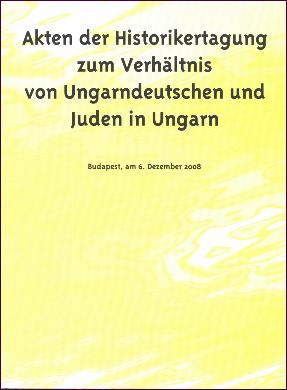 Akten der Historikertagung
zum Verhältnis
von Ungarndeutschen und
Juden in Ungarn
Budapest, am 6. Dezember 2008